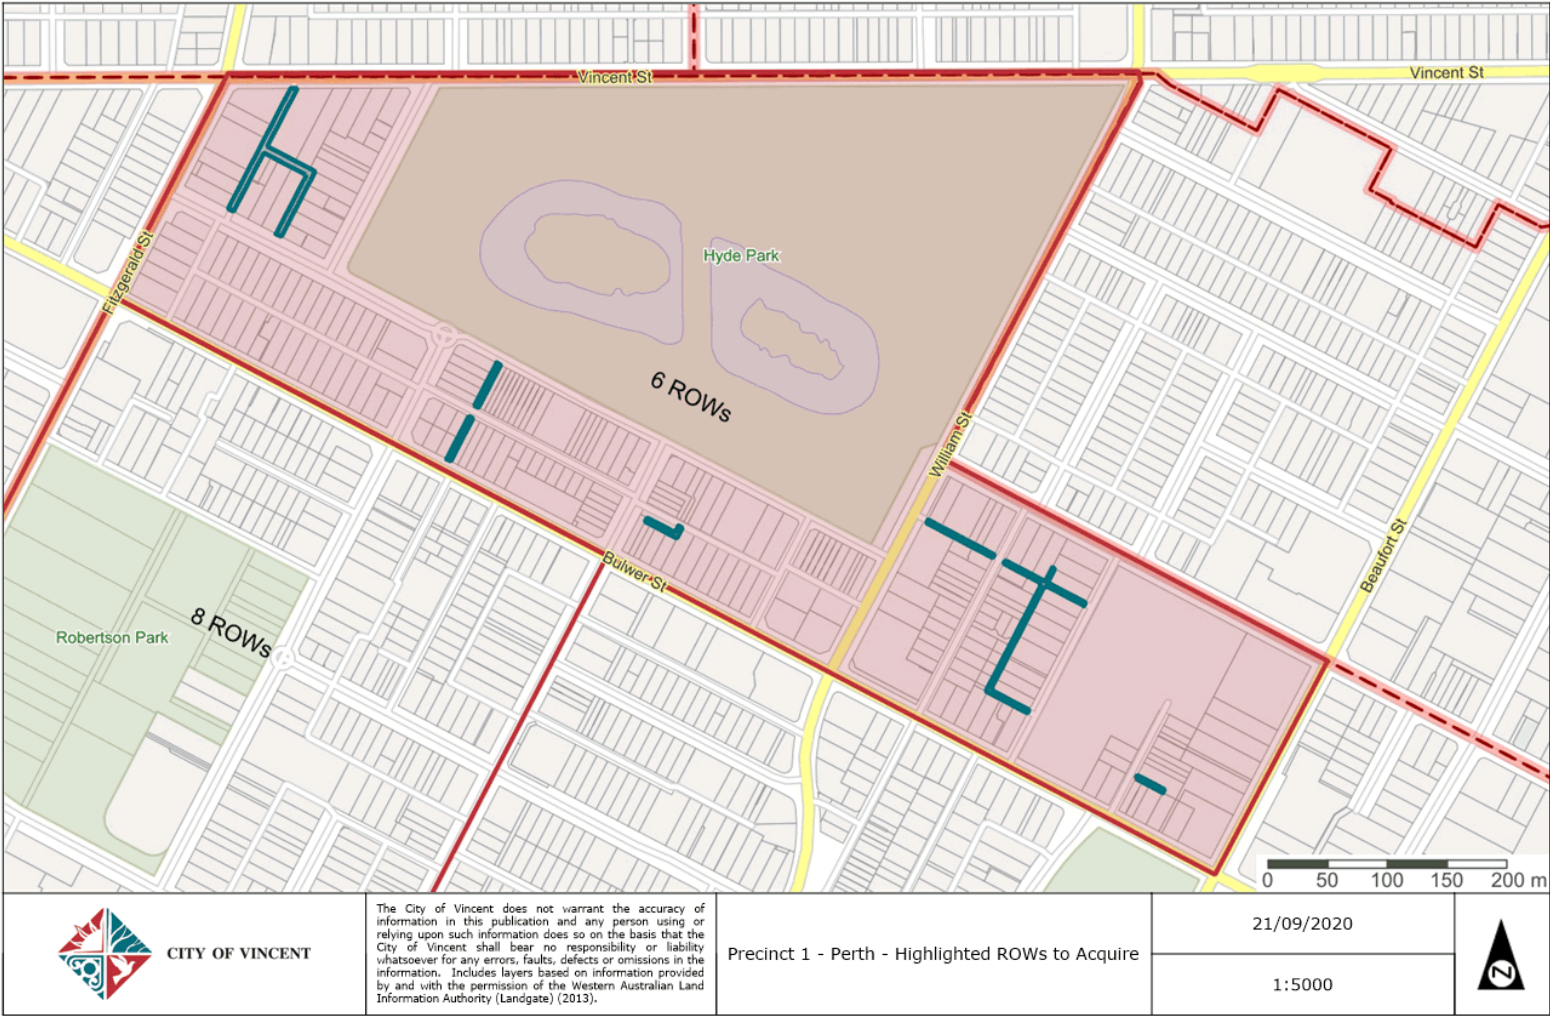 Vincent St
Vincent St
Fitzgerald St
Hyde Park
6 ROWs
William St
Beaufort St
Bulwer St
8 ROWs
Robertson Park
0 50 100 150 200 m
CITY OF VINCENT
The City of Vincent does not warrant the accuracy of
information in this publication and any person using or
relying upon such information does so on the basis that the
City of Vincent shall bear no responsibility or liability
whatsoever for any errors, faults, defects or omissions in the
information. Includes layers based on information provided
by and with the permission of the Western Australian Land
Information Authority (Landgate) (2013).
Precinct 1 - Perth - Highlighted ROWs to Acquire
21/09/2020
1:5000
N